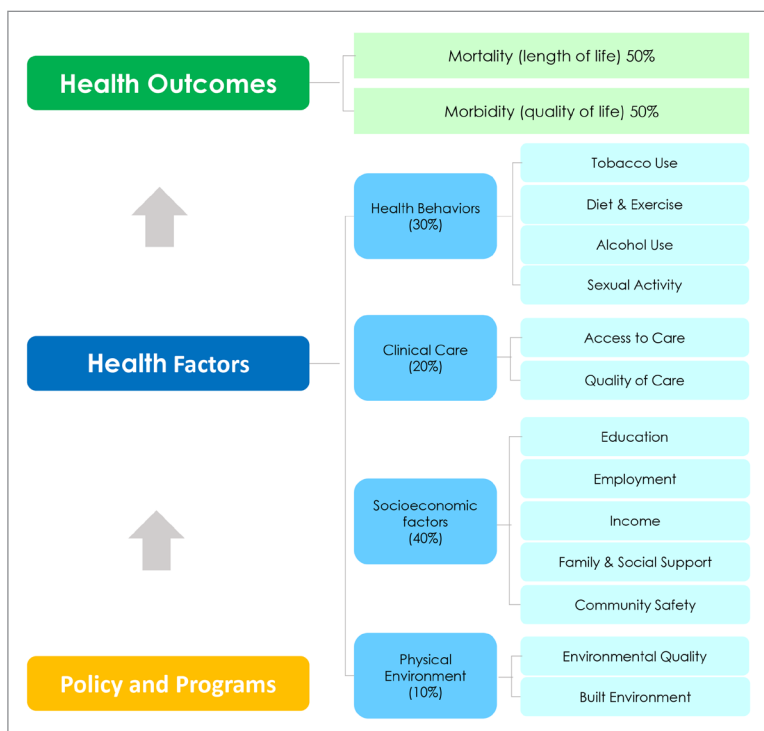 Health Outcomes
Mortality (length of life) 50%
Morbidity (quality of life) 50%
Health Factors
Health Behaviors
(30%)
Tobacco Use
Diet & Exercise
Alcohol Use
Sexual Activity
Clinical Care
(20%)
Access to Care
Quality of Care
Socioeconomic
factors
(40%)
Education
Employment
Income
Family & Social Support
Community Safety
Physical
Environment
(10%)
Environmental Quality
Built Environment
Policy and Programs